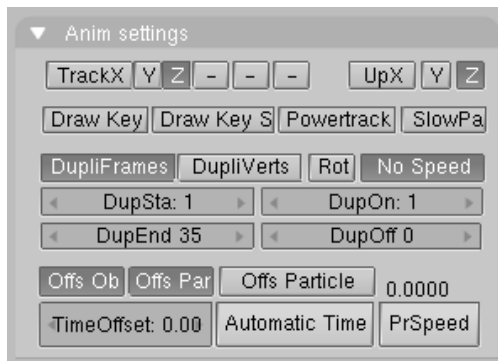 Anim settings
TrackX Y Z - - - UpX Y Z
Draw Key Draw Key S Powertrack SlowPa
DupliFrames DupliVerts Rot No Speed
DupSta: 1 DupOn: 1
DupEnd 35 DupOff 0
Offs Ob Offs Par Offs Particle 0.0000
TimeOffset: 0.00 Automatic Time PrSpeed